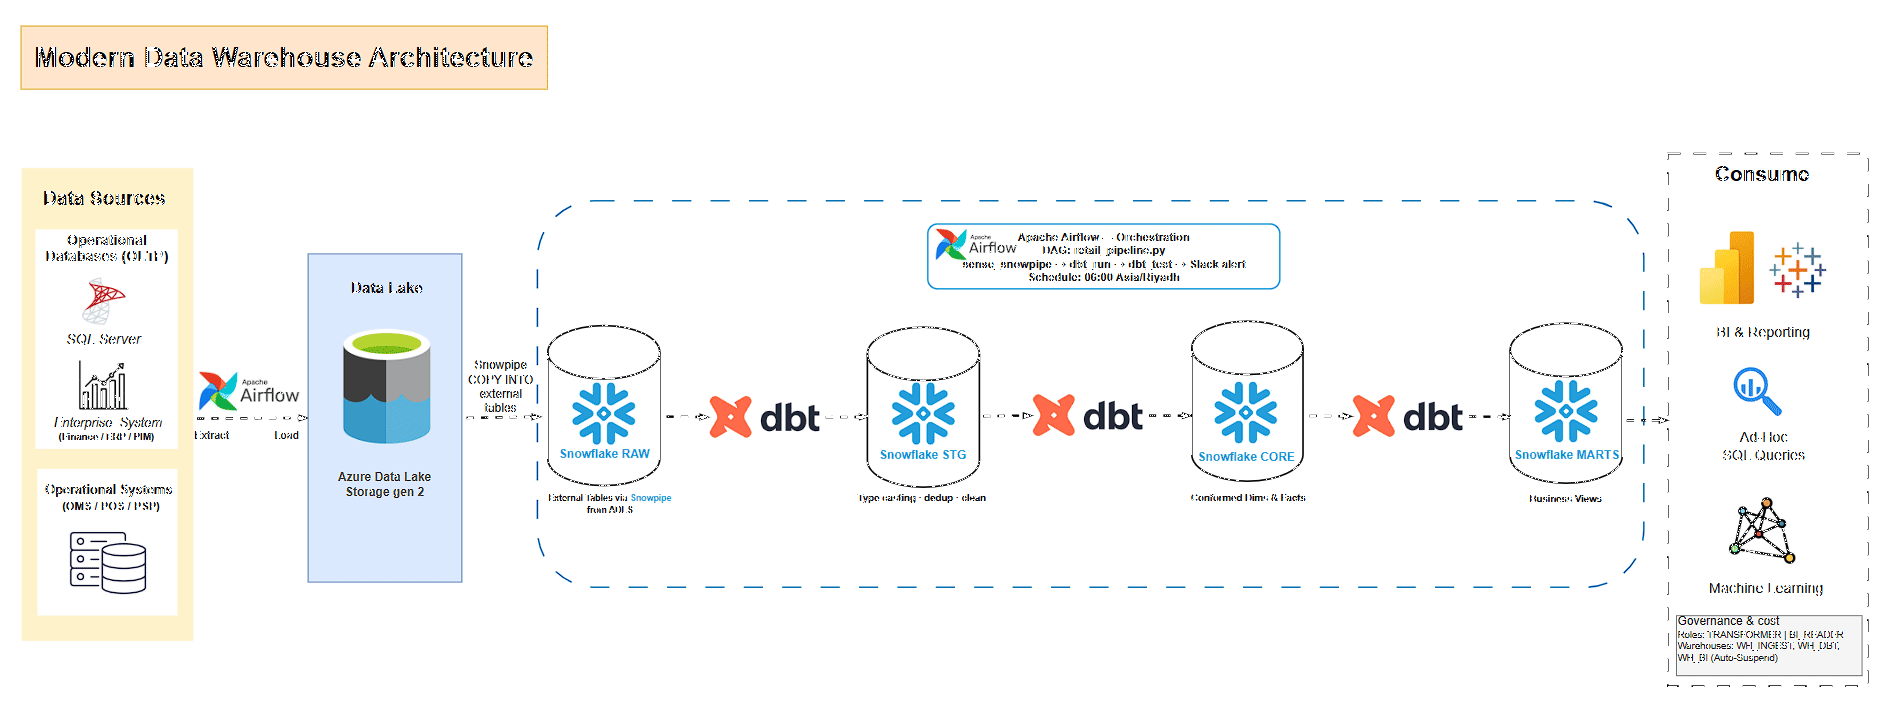 Modern Data Warehouse Architecture
Data Sources
Operational
Databases (OLTP)
SQL Server
Enterprise System
(Finance / ERP / PIM)
Operational Systems
(OMS / POS / PSP)
Apache
Airflow
Extract
Load
Data Lake
Azure Data Lake
Storage gen 2
Snowpipe
COPY INTO
external
tables
Apache
Airflow
Apache Airflow — Orchestration
DAG: retail_pipeline.py
sense_snowpipe → dbt_run → dbt_test → Slack alert
Schedule: 06:00 Asia/Riyadh
Snowflake RAW
External Tables via Snowpipe
from ADLS
dbt
Snowflake STG
Type casting · dedup · clean
dbt
Snowflake CORE
Conformed Dims & Facts
dbt
Snowflake MARTS
Business Views
Consume
BI & Reporting
Ad-Hoc
SQL Queries
Machine Learning
Governance & cost
Roles: TRANSFORMER | BI_READER
Warehouses: WH_INGEST, WH_DBT,
WH_BI (Auto-Suspend)